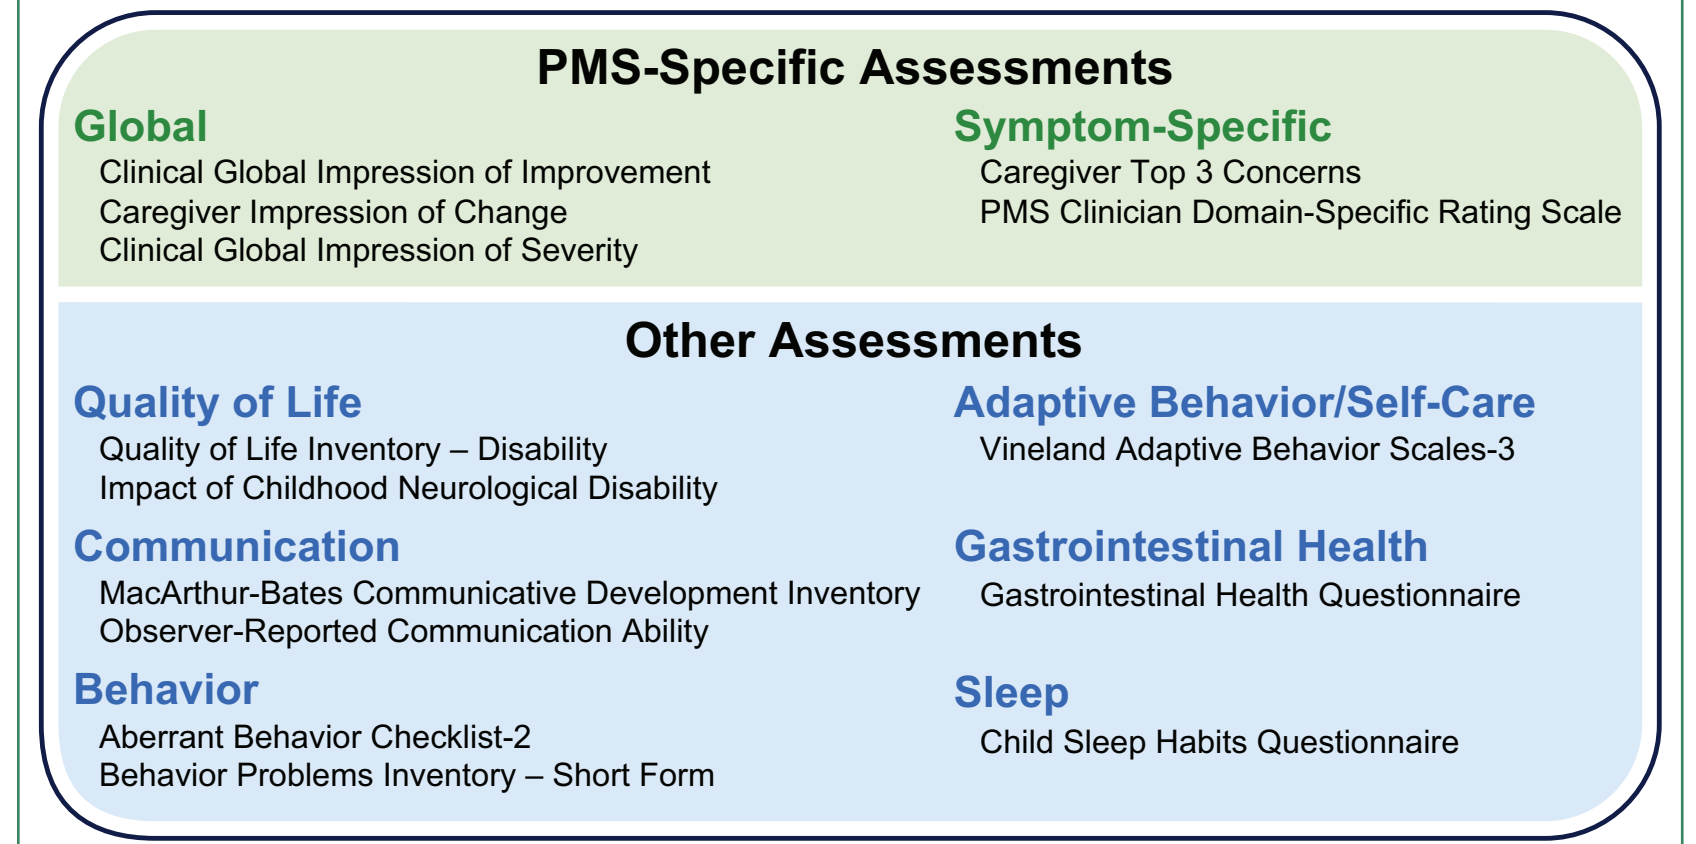 PMS-Specific Assessments
Global
Clinical Global Impression of Improvement
Caregiver Impression of Change
Clinical Global Impression of Severity
Symptom-Specific
Caregiver Top 3 Concerns
PMS Clinician Domain-Specific Rating Scale
Other Assessments
Quality of Life
Quality of Life Inventory – Disability
Impact of Childhood Neurological Disability
Communication
MacArthur-Bates Communicative Development Inventory
Observer-Reported Communication Ability
Behavior
Aberrant Behavior Checklist-2
Behavior Problems Inventory – Short Form
Adaptive Behavior/Self-Care
Vineland Adaptive Behavior Scales-3
Gastrointestinal Health
Gastrointestinal Health Questionnaire
Sleep
Child Sleep Habits Questionnaire